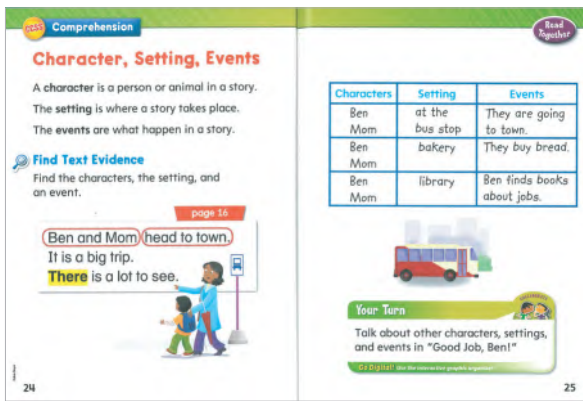 Comprehension
Character, Setting, Events
A character is a person or animal in a story.
The setting is where a story takes place.
The events are what happen in a story.
Find Text Evidence
Find the characters, the setting, and
an event.
page 16
Ben and Mom head to town.
It is a big trip.
There is a lot to see.
24
Read
Together
Characters Setting Events
Ben at the They are going
Mom bus stop to town.
Ben bakery They buy bread.
Mom
Ben library Ben finds books
Mom about jobs.
Your Turn
Talk about other characters, settings,
and events in "Good Job, Ben!"
Go Digital! Use the interactive graphic organizer
25